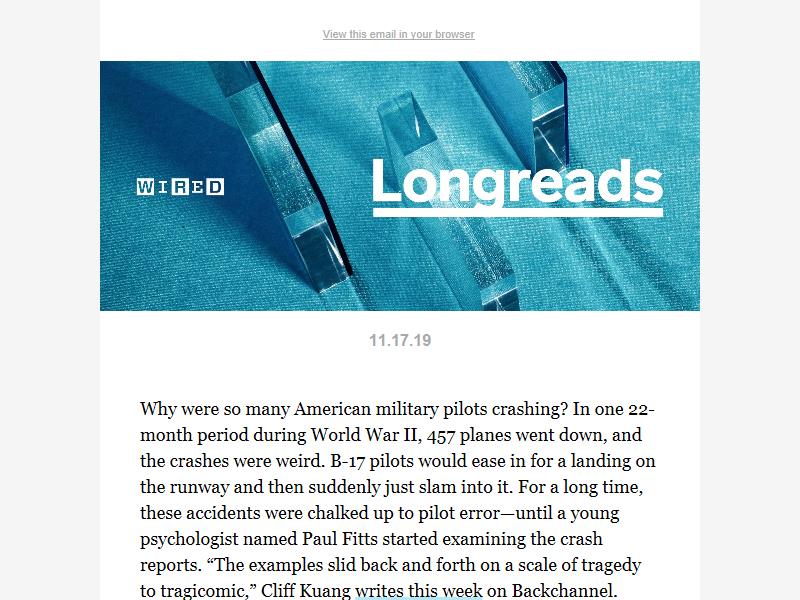 View this email in your browser
WIRED
Longreads
11.17.19
Why were so many American military pilots crashing? In one 22-
month period during World War II, 457 planes went down, and
the crashes were weird. B-17 pilots would ease in for a landing on
the runway and then suddenly just slam into it. For a long time,
these accidents were chalked up to pilot error—until a young
psychologist named Paul Fitts started examining the crash
reports. “The examples slid back and forth on a scale of tragedy
to tragicomic,” Cliff Kuang writes this week on Backchannel.